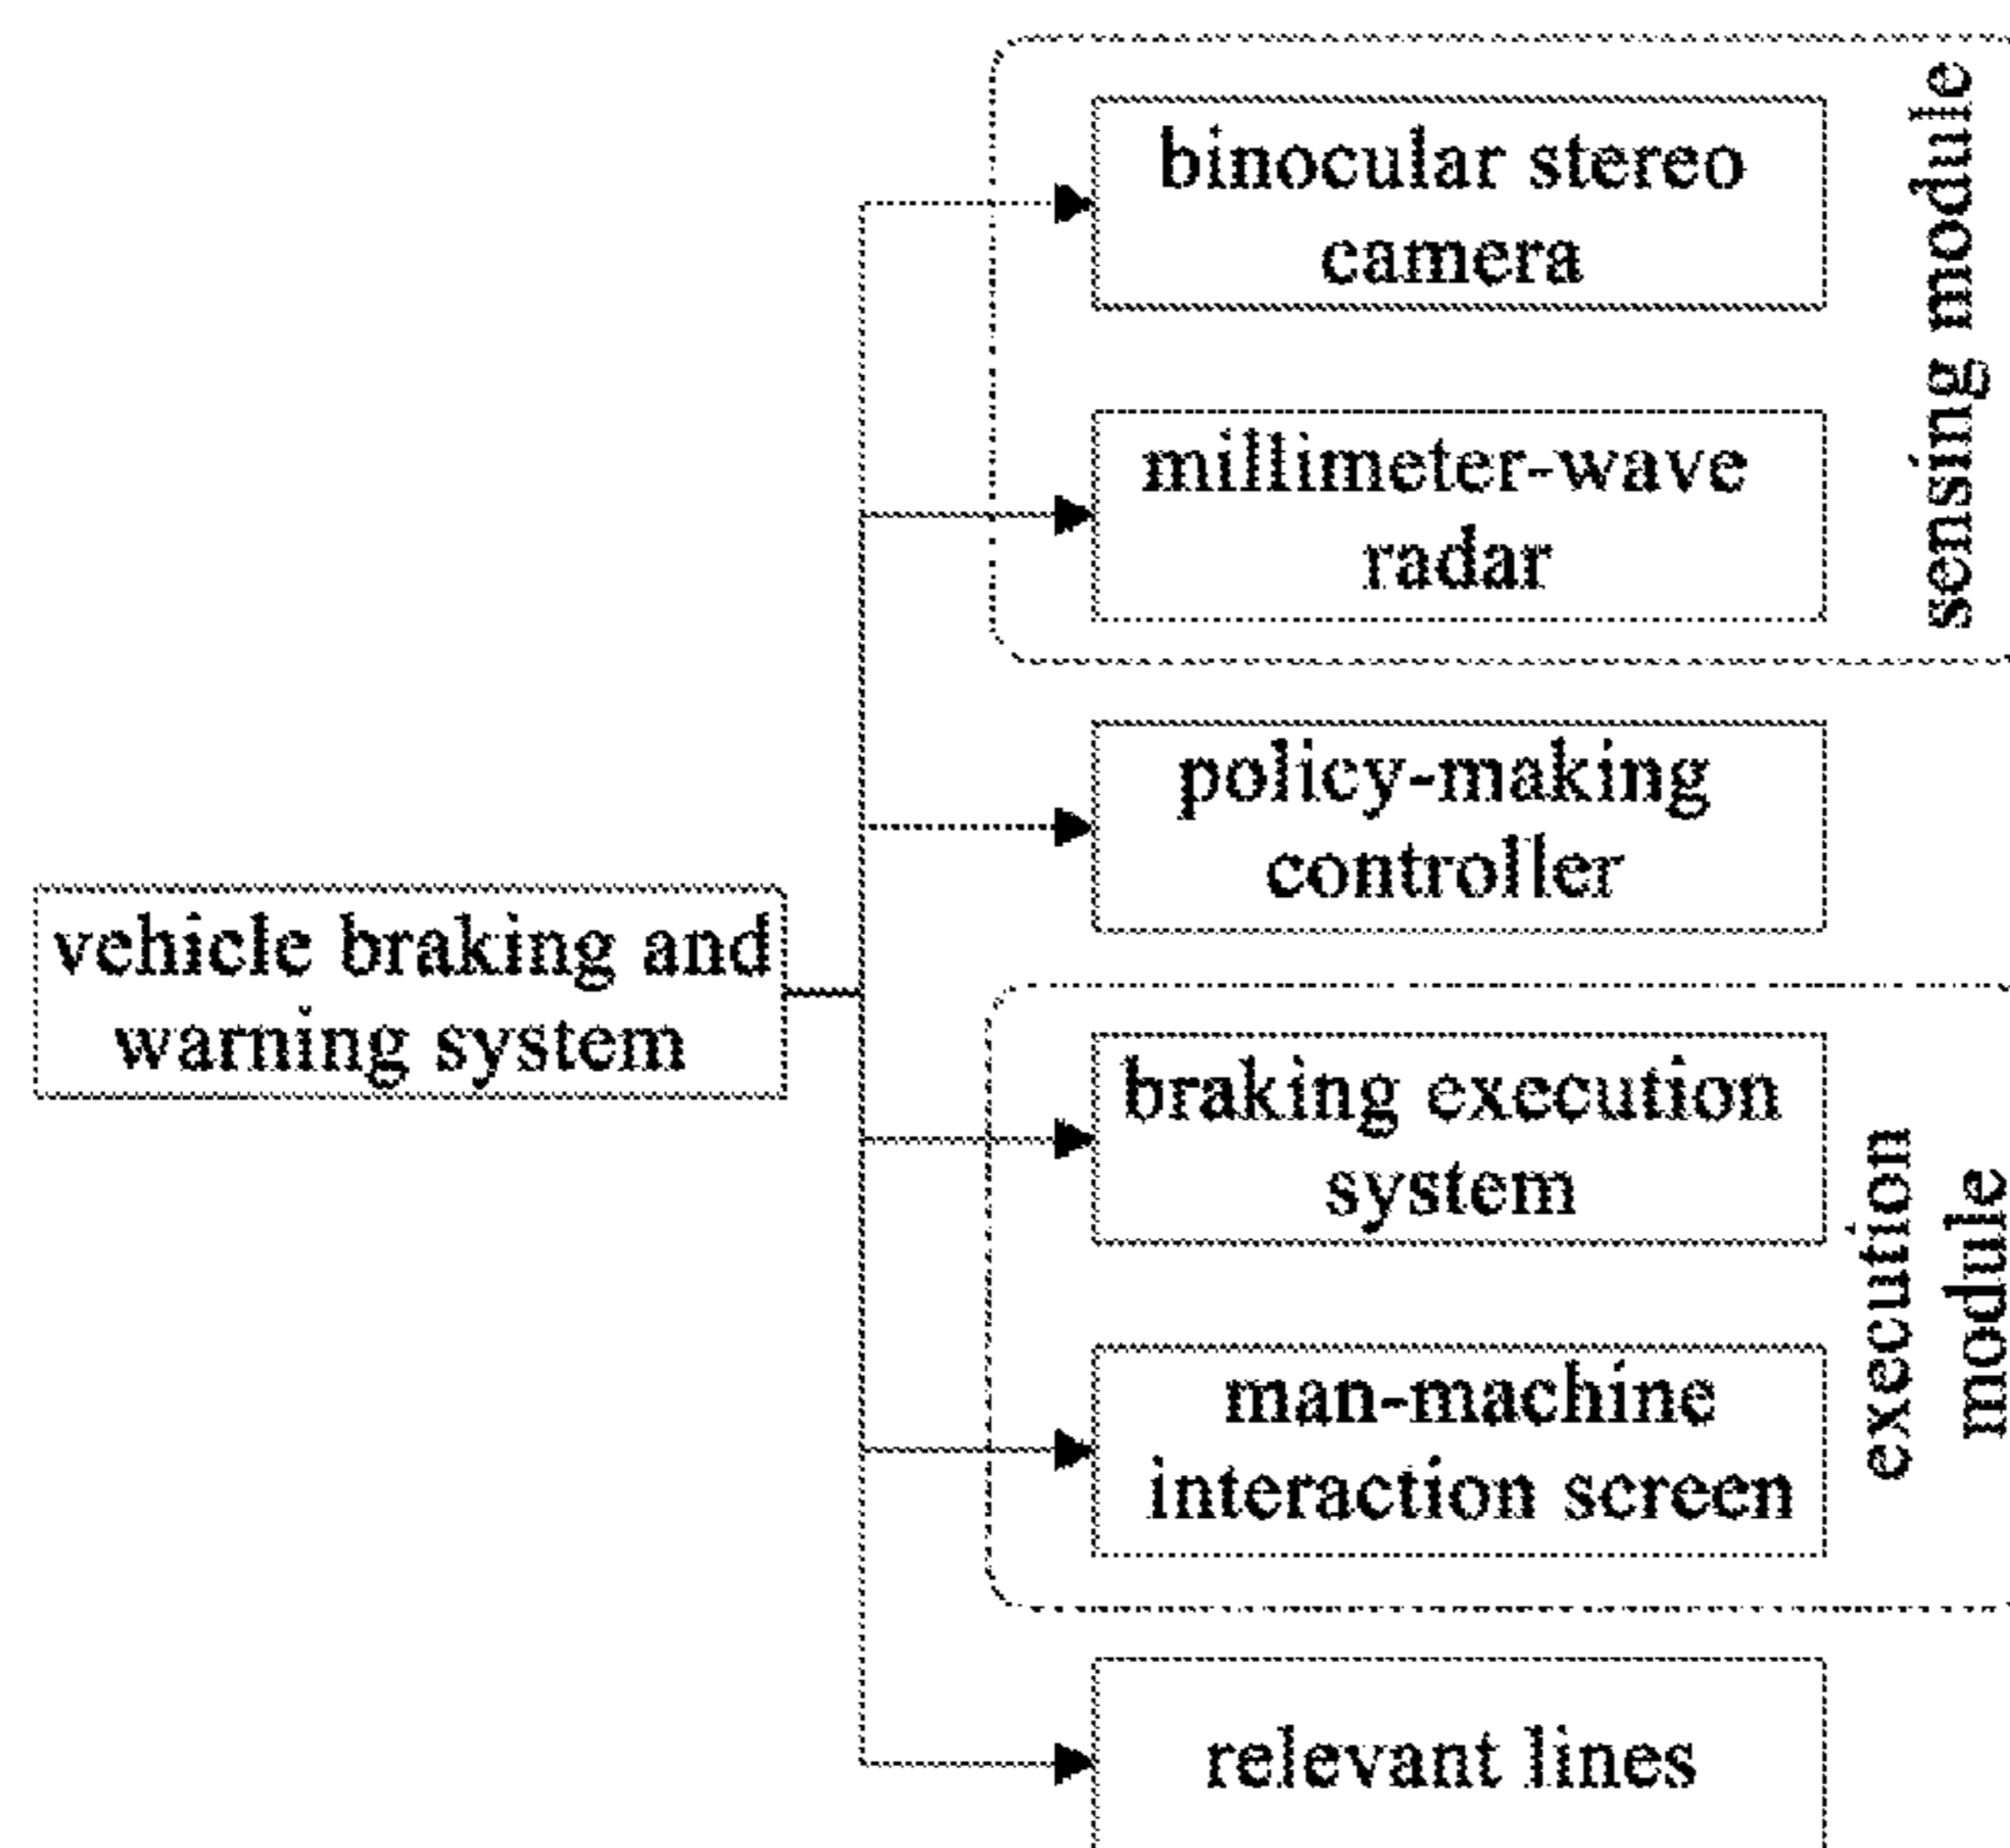 binocular stereo
camera
sensing module
millimeter-wave
radar
policy-making
controller
vehicle braking and
warning system
braking execution
system
execution
module
man-machine
interaction screen
relevant lines